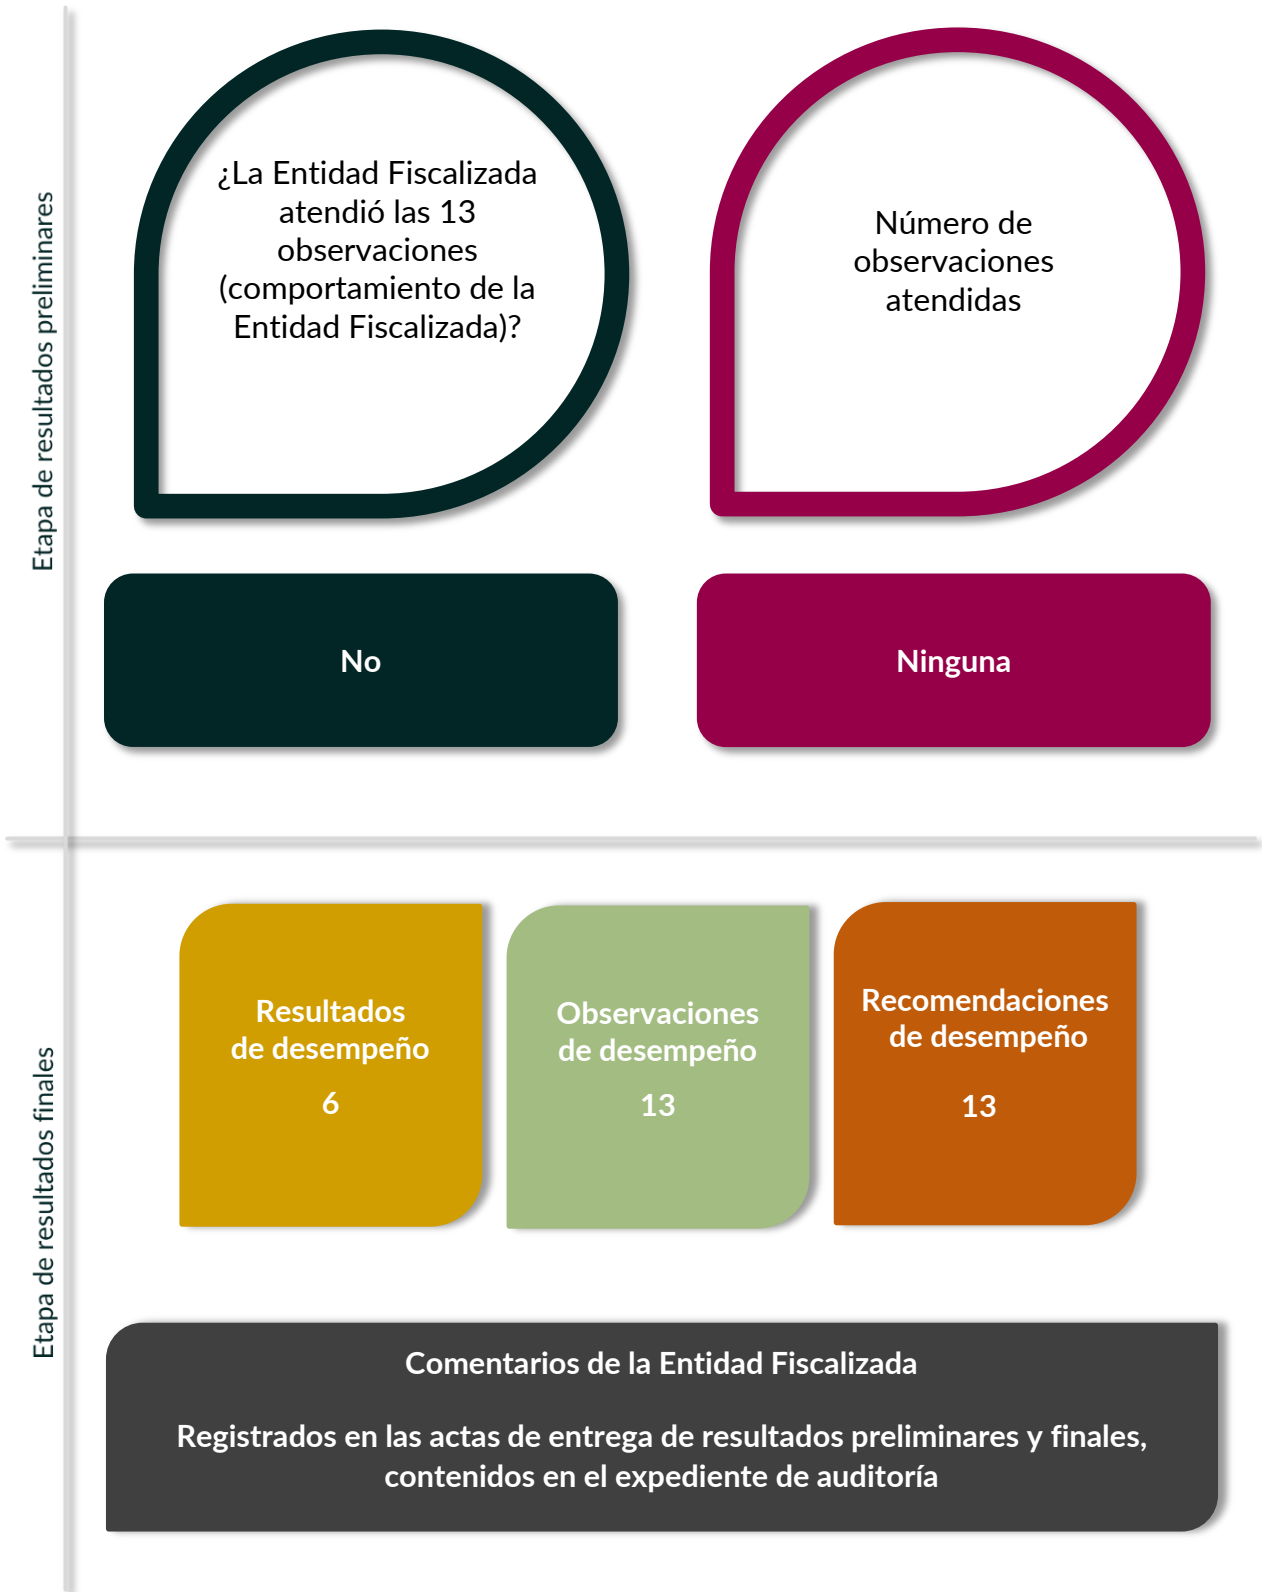 Etapa de resultados preliminares
¿La Entidad Fiscalizada
atendió las 13
observaciones
(comportamiento de la
Entidad Fiscalizada)?
Número de
observaciones
atendidas
No
Ninguna
Etapa de resultados finales
Resultados
de desempeño
6
Observaciones
de desempeño
13
Recomendaciones
de desempeño
13
Comentarios de la Entidad Fiscalizada
Registrados en las actas de entrega de resultados preliminares y finales,
contenidos en el expediente de auditoría